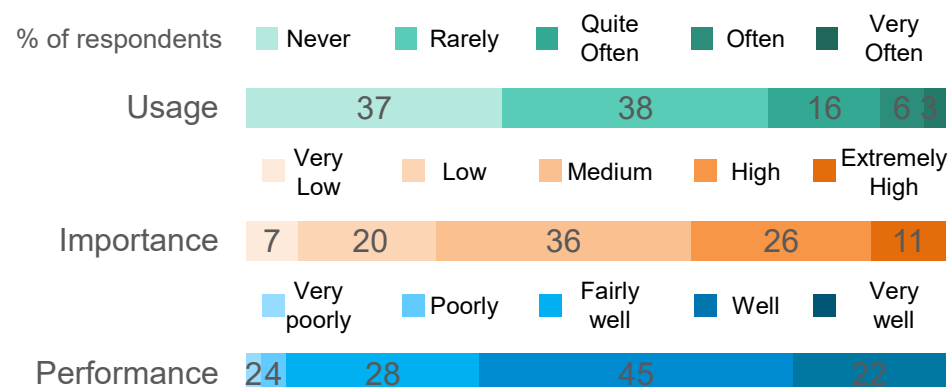 % of respondents Never Rarely Quite Often Often Very Often
Usage 37 38 16 6 3
Very Low Low Medium High Extremely High
Importance 7 20 36 26 11
Very poorly Poorly Fairly well Well Very well
Performance 2 4 28 45 22